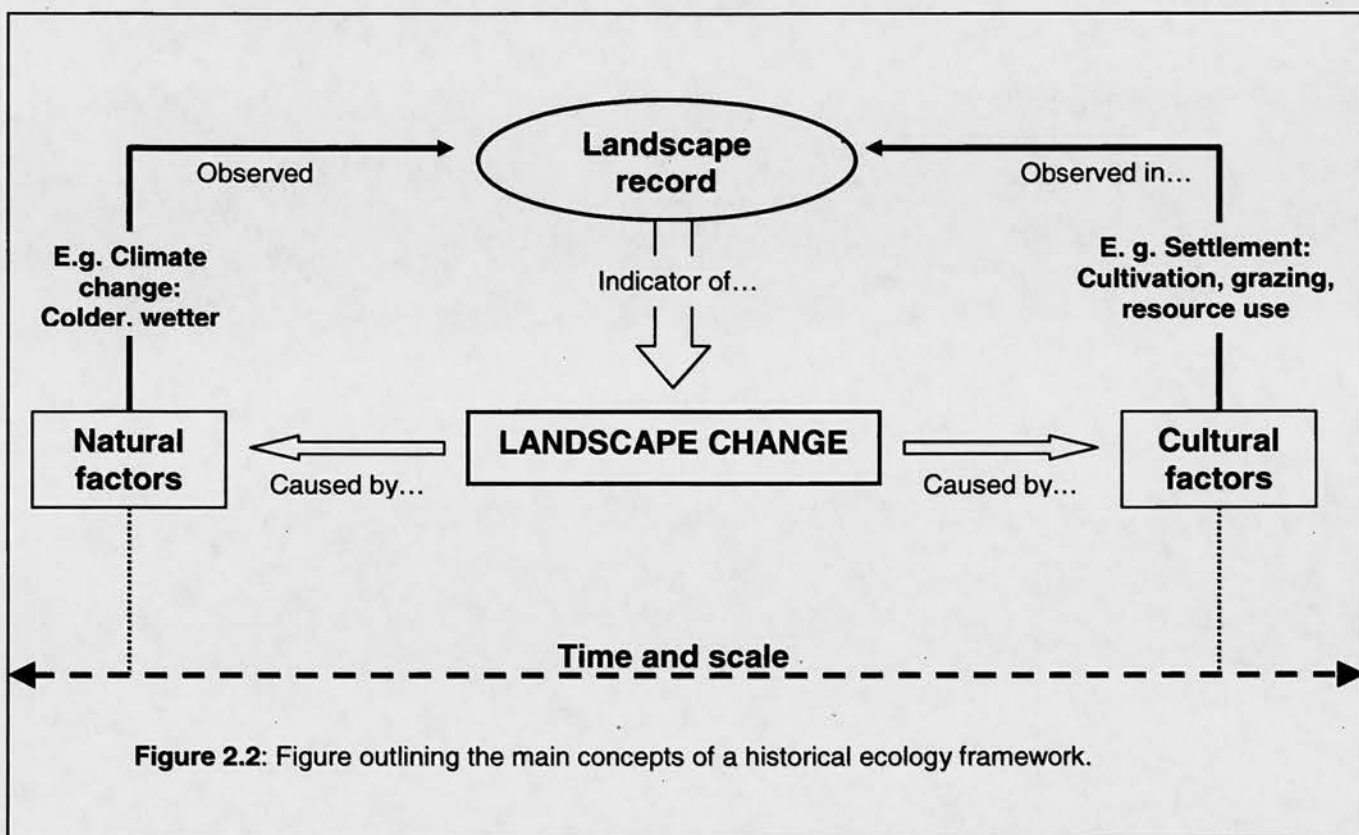 Landscape
record
Observed
Observed in...
E.g. Climate
change:
Colder. wetter
Indicator of...
E. g. Settlement:
Cultivation, grazing,
resource use
Natural
factors
LANDSCAPE CHANGE
Cultural
factors
Caused by...
Caused by...
Time and scale
Figure 2.2: Figure outlining the main concepts of a historical ecology framework.